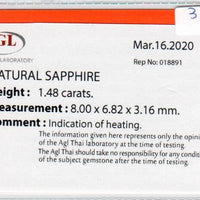 3
GL
LABORATORY
Mar.16.2020
Rep No: 018891
ATURAL SAPPHIRE
eight : 1.48 carats.
easurement : 8.00 x 6.82 x 3.16 mm.
omment : Indication of heating.
The information given here represents only the opinion
of the Agl Thai laboratory at the time of testing.
The Agl Thai should take no responsibility for any condition
of the subject gemstone after the time of testing.